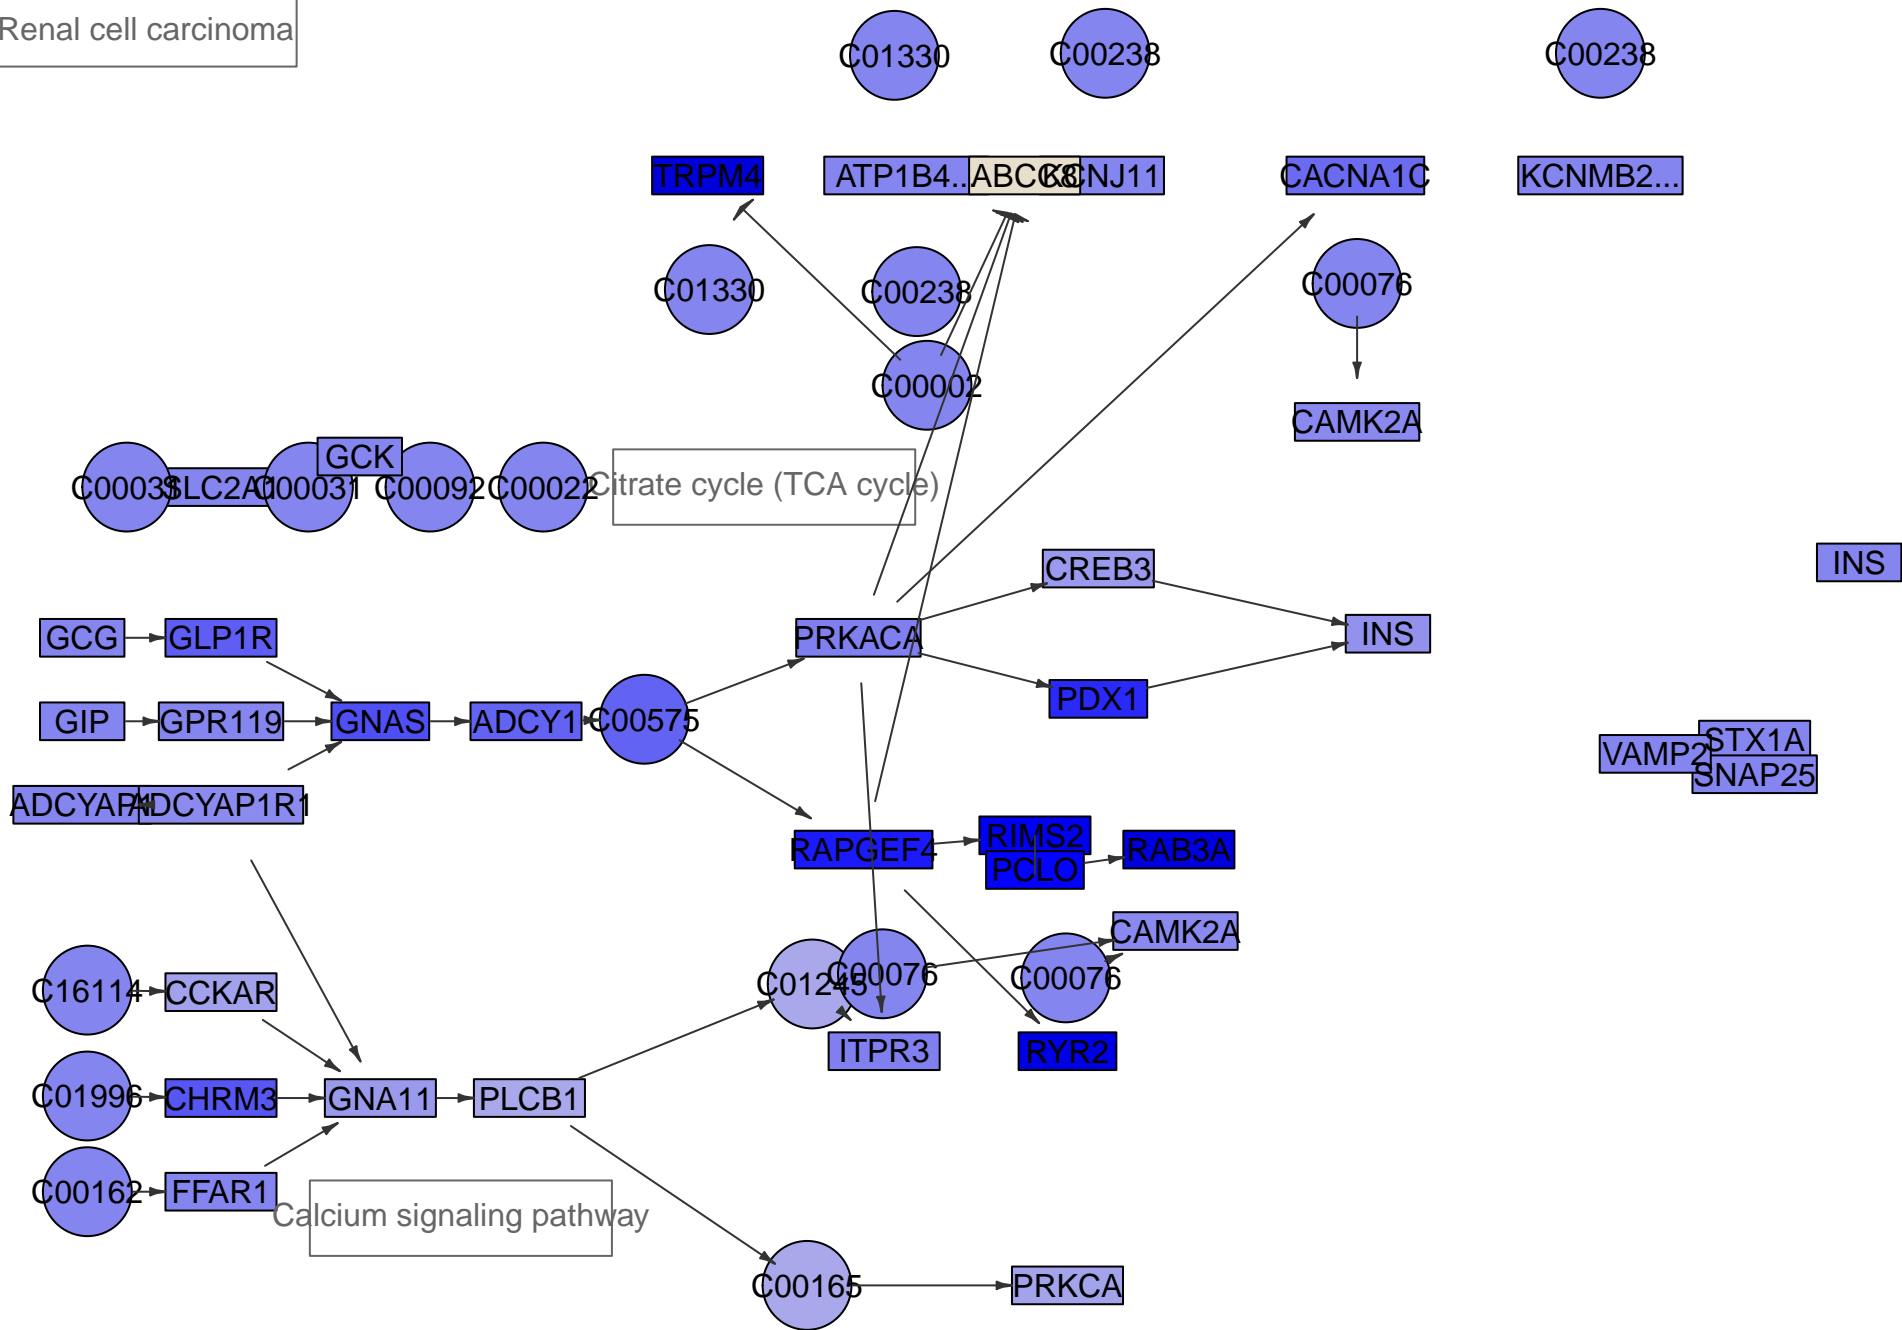 Renal cell carcinoma
C01330
C00238
C00238
TRPM4
ATP1B4...
ABCC8
KCNJ11
CACNA1C
KCNMB2...
C01330
C00238
C00076
C00002
CAMK2A
C00031
SLC2A1
C00031
GCK
C00092
C00022
Citrate cycle (TCA cycle)
CREB3
INS
GCG
GLP1R
PRKACA
INS
GIP
GPR119
GNAS
ADCY1
C00575
PDX1
VAMP2
STX1A
SNAP25
ADCYAP1
ADCYAP1R1
RAPGEF4
RIMS2
PCLO
RAB3A
CAMK2A
C16114
CCKAR
C01245
C00076
C00076
ITPR3
RYR2
C01996
CHRM3
GNA11
PLCB1
C00162
FFAR1
Calcium signaling pathway
C00165
PRKCA